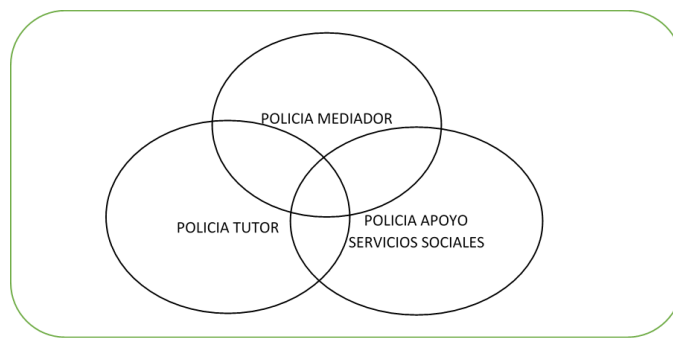 POLICIA MEDIADOR
POLICIA TUTOR
POLICIA APOYO
SERVICIOS SOCIALES